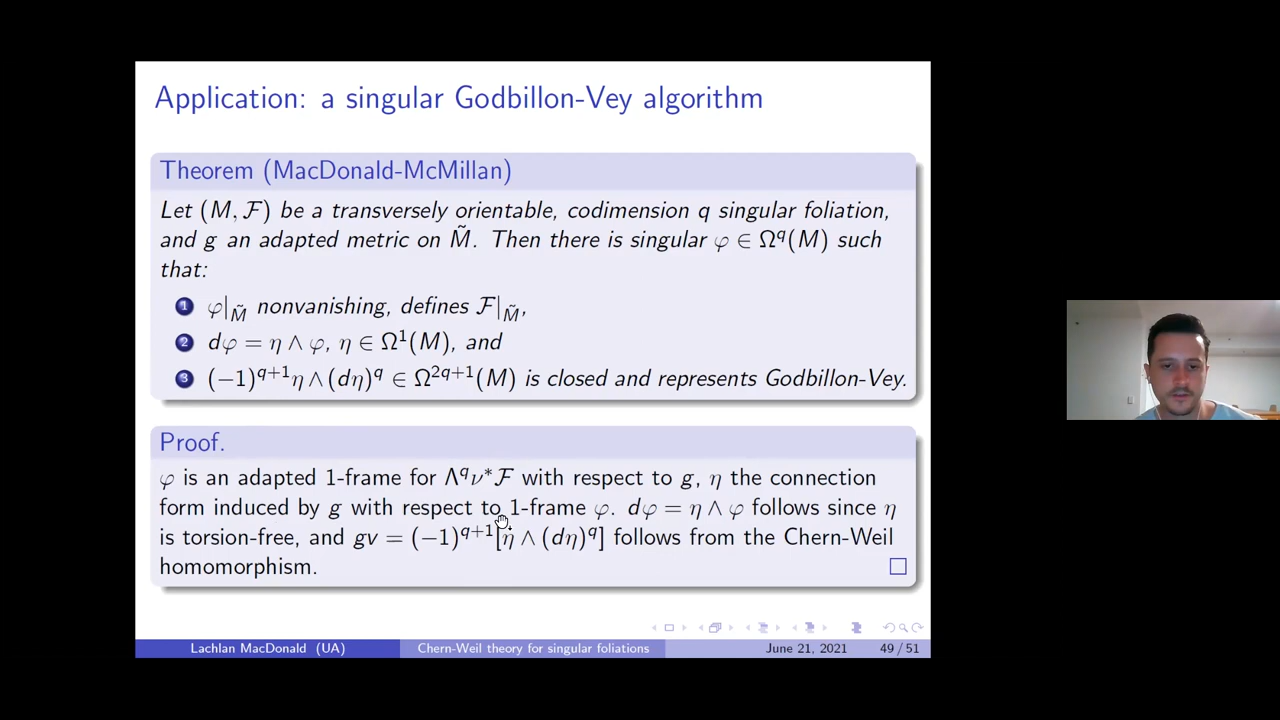 Application: a singular Godbillon-Vey algorithm
Theorem (MacDonald-McMillan)
Let (M, ℱ) be a transversely orientable, codimension q singular foliation,
and g an adapted metric on M̃. Then there is singular φ ∈ Ω^q(M) such
that:
1 φ|_M̃ nonvanishing, defines ℱ|_M̃,
2 dφ = η ∧ φ, η ∈ Ω¹(M), and
3 (−1)^{q+1}η ∧ (dη)^q ∈ Ω^{2q+1}(M) is closed and represents Godbillon-Vey.
Proof.
φ is an adapted 1-frame for Λ^qν*ℱ with respect to g, η the connection
form induced by g with respect to 1-frame φ. dφ = η ∧ φ follows since η
is torsion-free, and gv = (−1)^{q+1}[η ∧ (dη)^q] follows from the Chern-Weil
homomorphism. □
Lachlan MacDonald (UA) Chern-Weil theory for singular foliations June 21, 2021 49 / 51